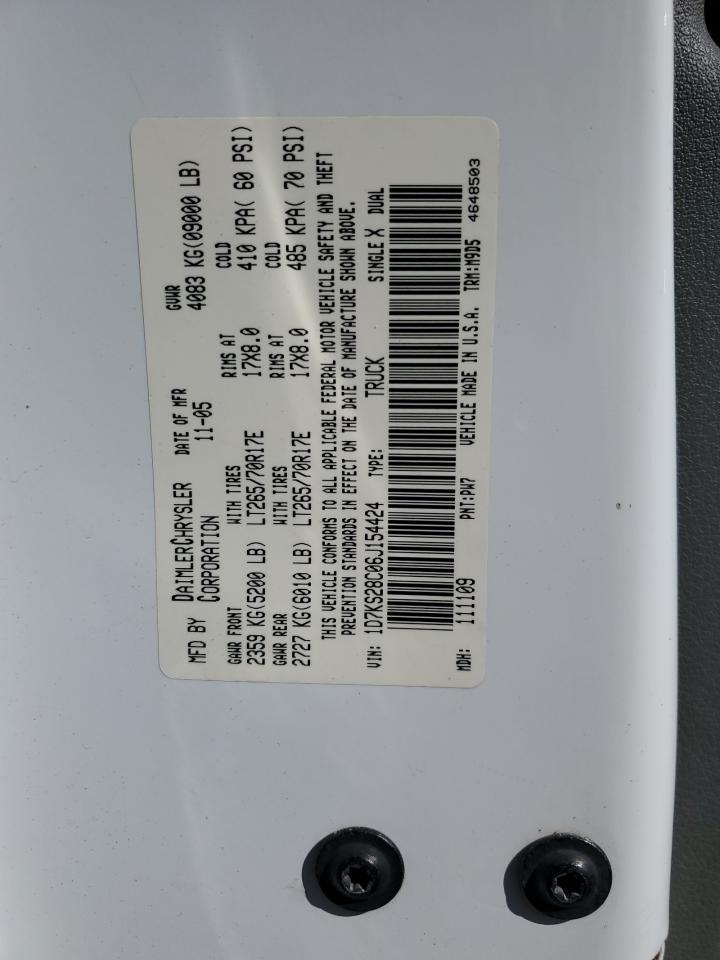 MFD BY DAIMLERCHRYSLER CORPORATION DATE OF MFR 11-05 GVWR 4083 KG(09000 LB)
GAWR FRONT WITH TIRES RIMS AT COLD
2359 KG(5200 LB) LT265/70R17E 17X8.0 410 KPA( 60 PSI)
GAWR REAR WITH TIRES RIMS AT COLD
2727 KG(6010 LB) LT265/70R17E 17X8.0 485 KPA( 70 PSI)
THIS VEHICLE CONFORMS TO ALL APPLICABLE FEDERAL MOTOR VEHICLE SAFETY AND THEFT
PREVENTION STANDARDS IN EFFECT ON THE DATE OF MANUFACTURE SHOWN ABOVE.
VIN: 1D7KS28C06J154424 TYPE: TRUCK SINGLE X DUAL
MDH: 111109 PNT:PW7 VEHICLE MADE IN U.S.A. TRM:M9D5 4648503